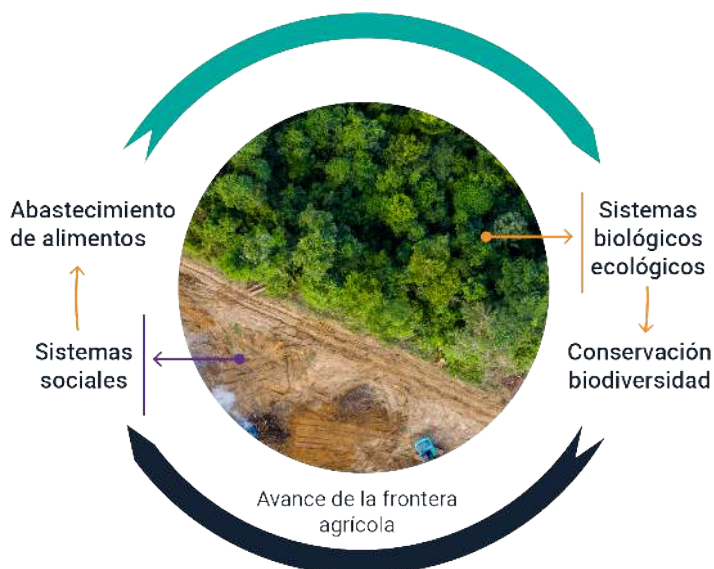 Abastecimiento
de alimentos
Sistemas
sociales
Sistemas
biológicos
ecológicos
Conservación
biodiversidad
Avance de la frontera
agrícola